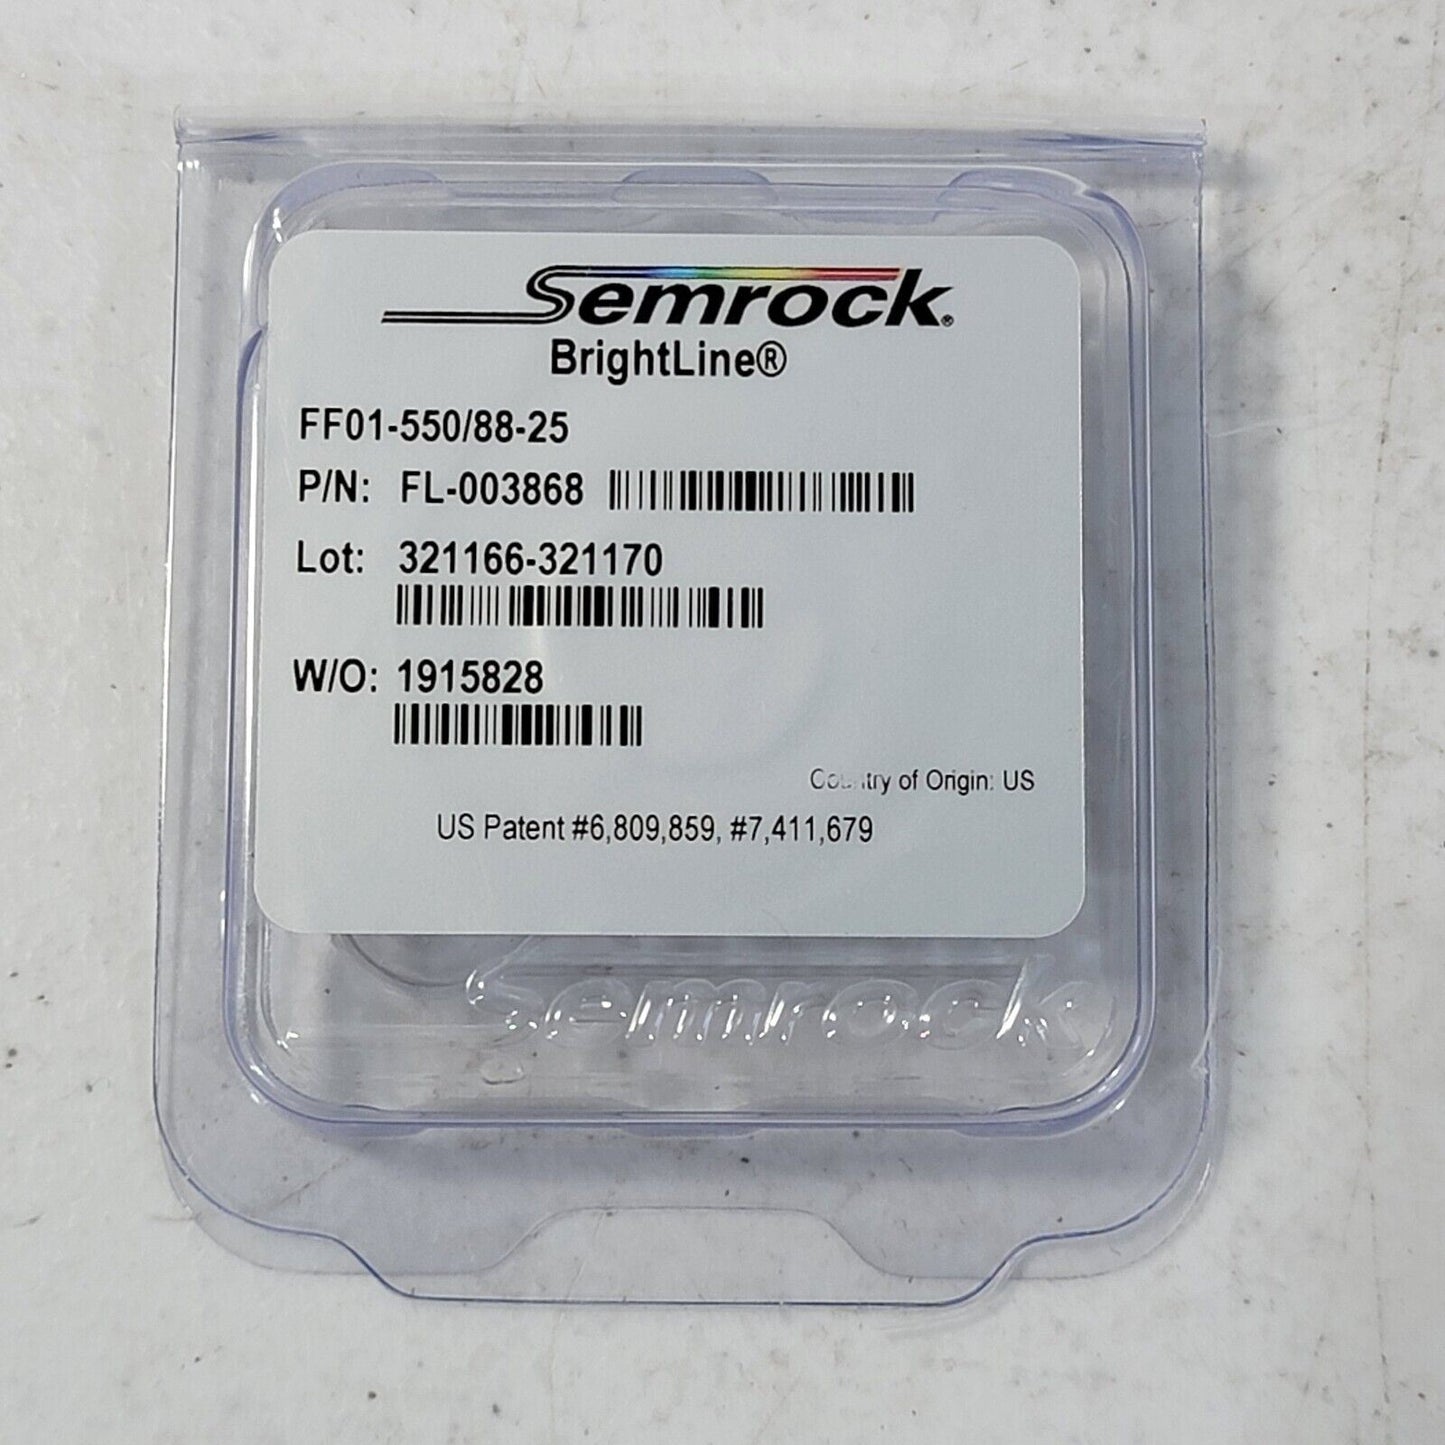 Semrock®
BrightLine®
FF01-550/88-25
P/N: FL-003868
Lot: 321166-321170
W/O: 1915828
Country of Origin: US
US Patent #6,809,859, #7,411,679
Semrock